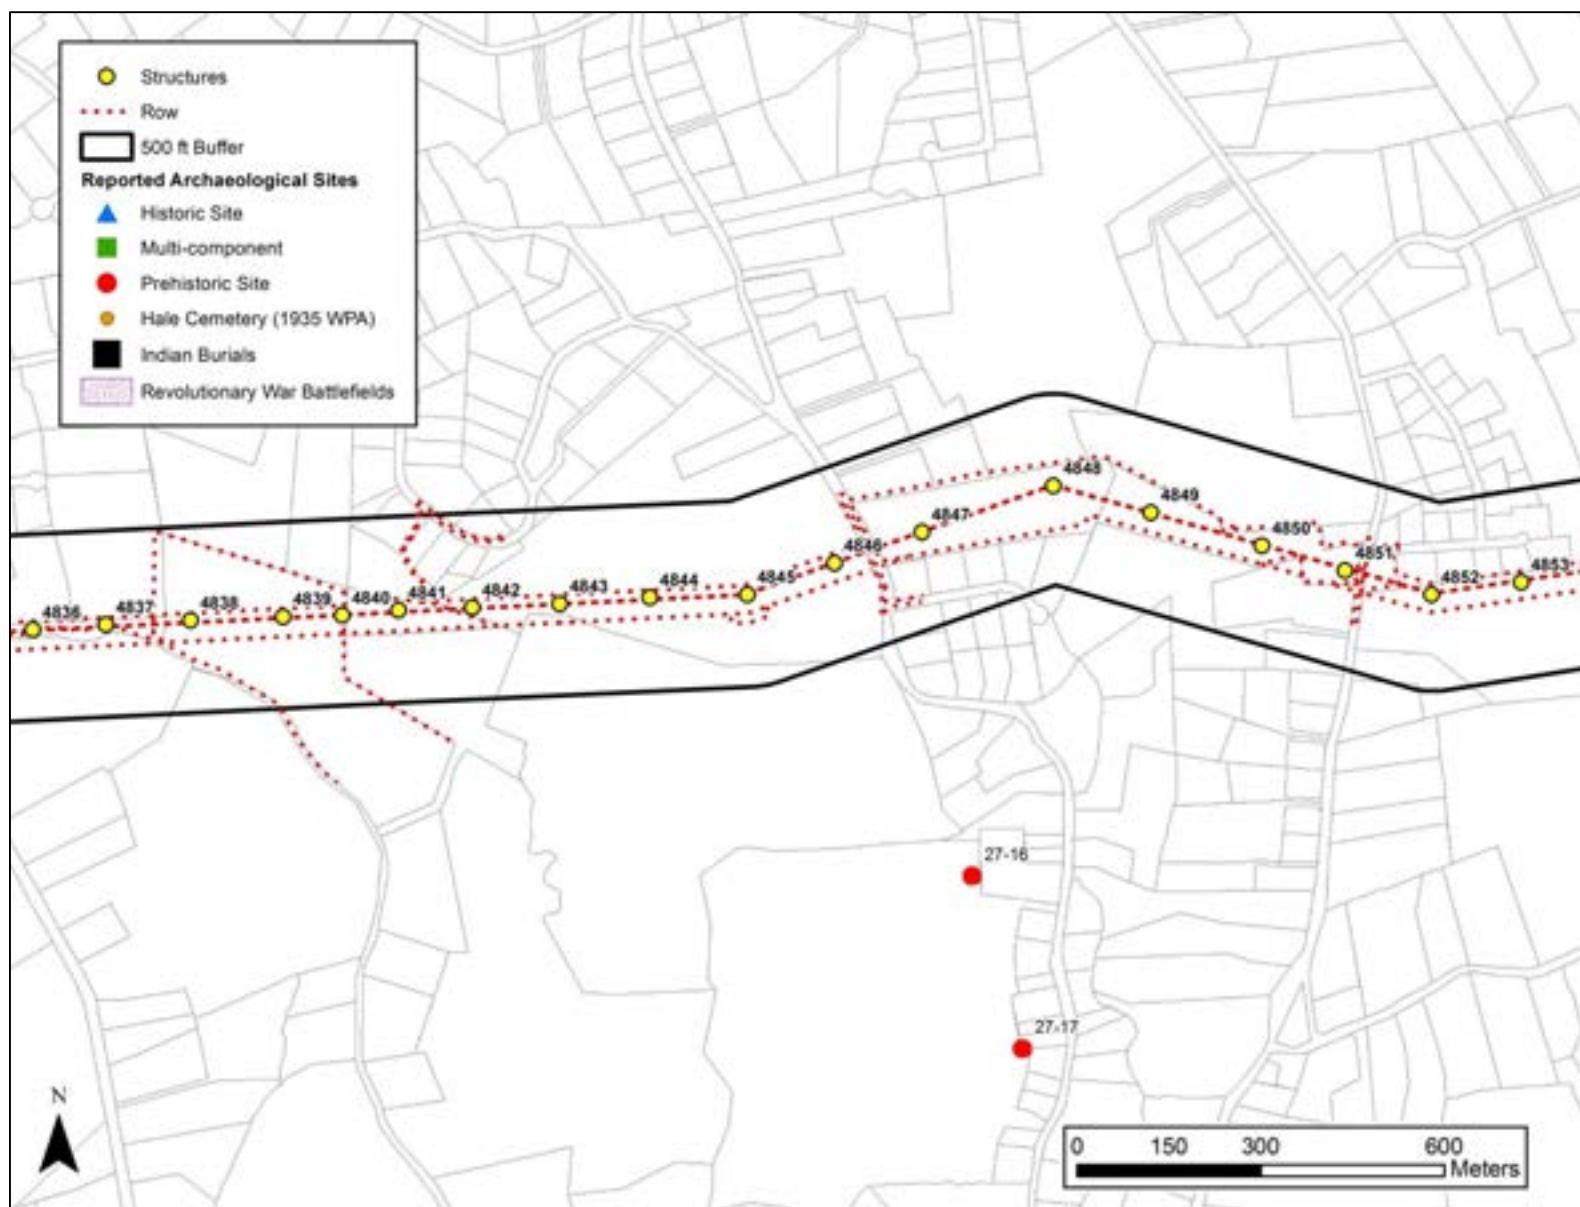 Structures
Row
500 ft Buffer
Reported Archaeological Sites
Historic Site
Multi-component
Prehistoric Site
Hale Cemetery (1935 WPA)
Indian Burials
Revolutionary War Battlefields
4848
4849
4847
4850
4846
4851
4845
4852
4853
4844
4843
4842
4841
4840
4839
4838
4837
4836
27-16
27-17
N
0 150 300 600
Meters